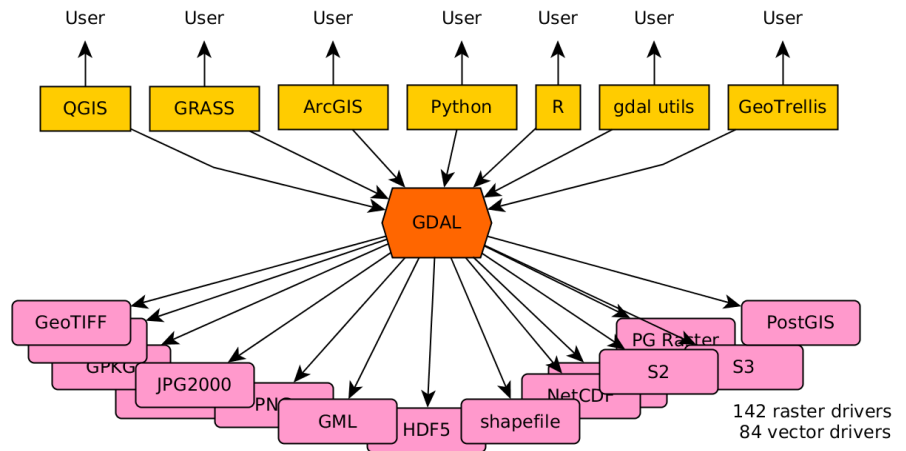 User
User
User
User
User
User
User
QGIS
GRASS
ArcGIS
Python
R
gdal utils
GeoTrellis
GDAL
GeoTIFF
PostGIS
PG Raster
GPKG
S2
S3
JPG2000
NetCDF
GML
HDF5
shapefile
142 raster drivers
84 vector drivers